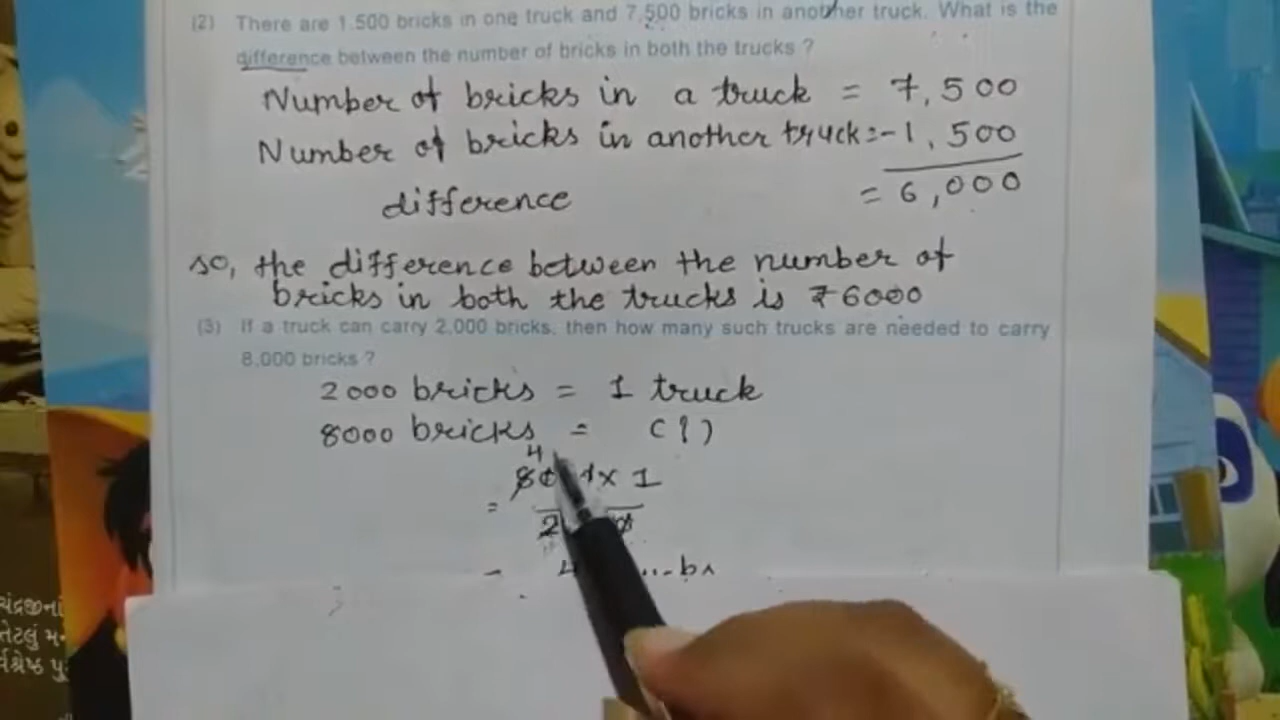 (2) There are 1,500 bricks in one truck and 7,500 bricks in another truck. What is the
difference between the number of bricks in both the trucks ?
Number of bricks in a truck = 7,500
Number of bricks in another truck = -1,500
difference = 6,000
so, the difference between the number of
bricks in both the trucks is ₹6000
(3) If a truck can carry 2,000 bricks, then how many such trucks are needed to carry
8,000 bricks ?
2000 bricks = 1 truck
8000 bricks = (?)
4
= × 1
= 4